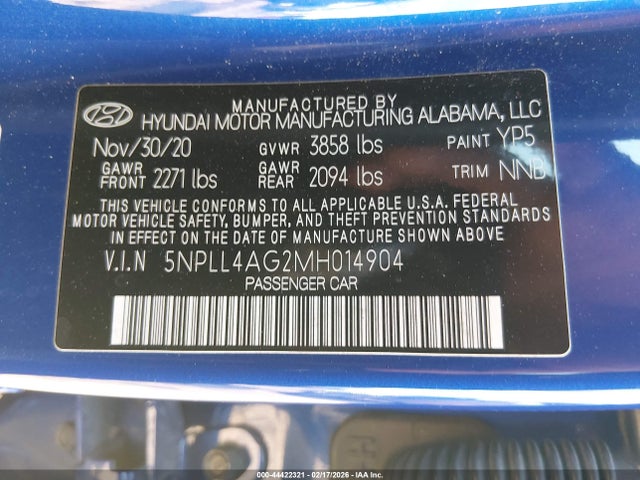 MANUFACTURED BY
HYUNDAI MOTOR MANUFACTURING ALABAMA, LLC
Nov/30/20 GVWR 3858 lbs PAINT YP5
GAWR FRONT 2271 lbs GAWR REAR 2094 lbs TRIM NNB
THIS VEHICLE CONFORMS TO ALL APPLICABLE U.S.A. FEDERAL
MOTOR VEHICLE SAFETY, BUMPER, AND THEFT PREVENTION STANDARDS
IN EFFECT ON THE DATE OF MANUFACTURE SHOWN ABOVE.
V.I.N 5NPLL4AG2MH014904
PASSENGER CAR
000-44422321 - 02/17/2026 - IAAI.COM